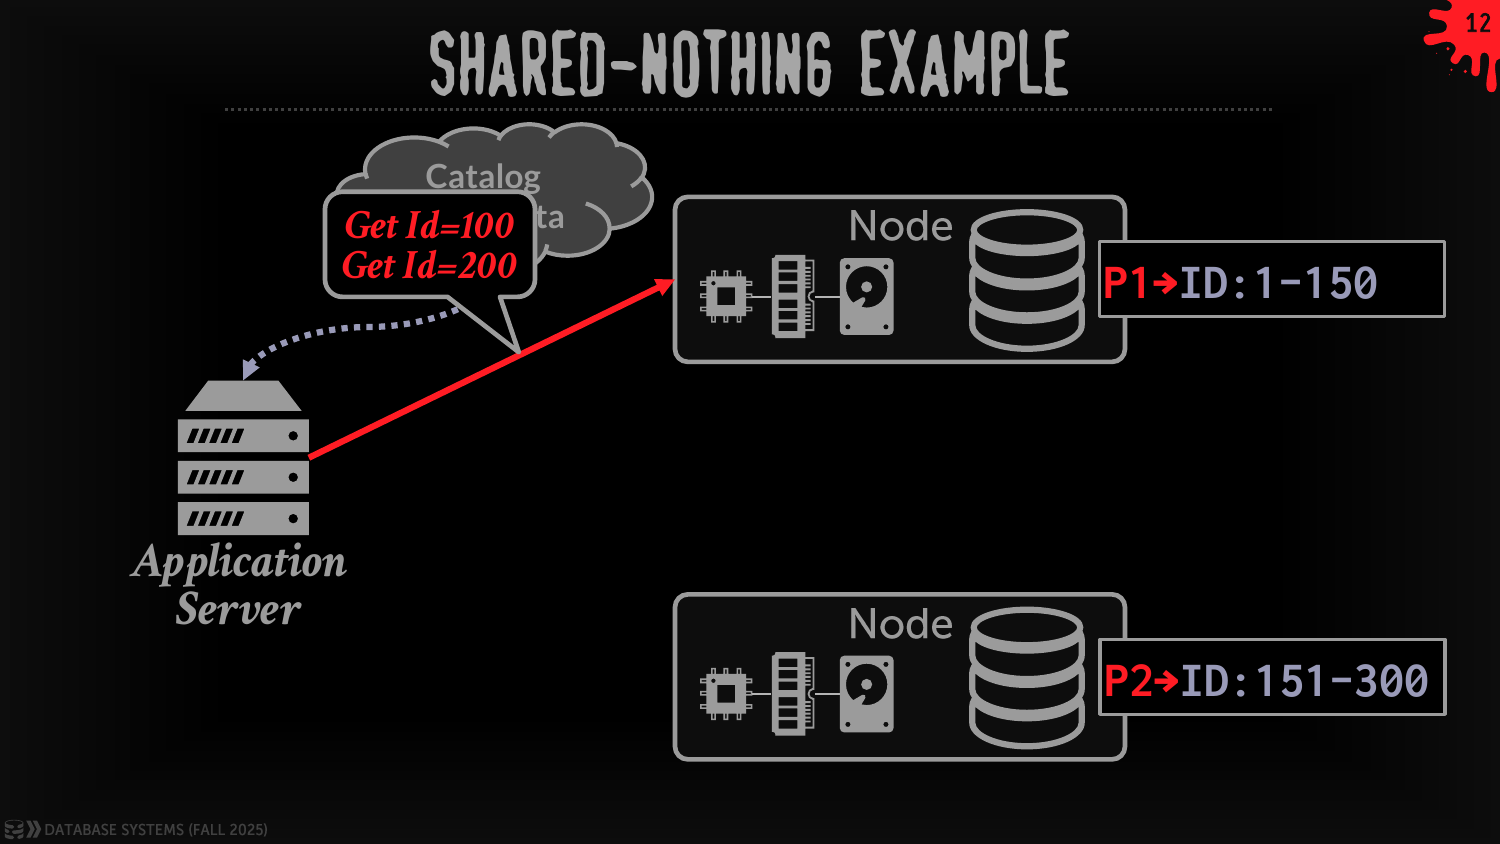 SHARED-NOTHING EXAMPLE
12
Catalog
ta
Get Id=100
Get Id=200
Node
P1→ID:1-150
Application
Server
Node
P2→ID:151-300
DATABASE SYSTEMS (FALL 2025)